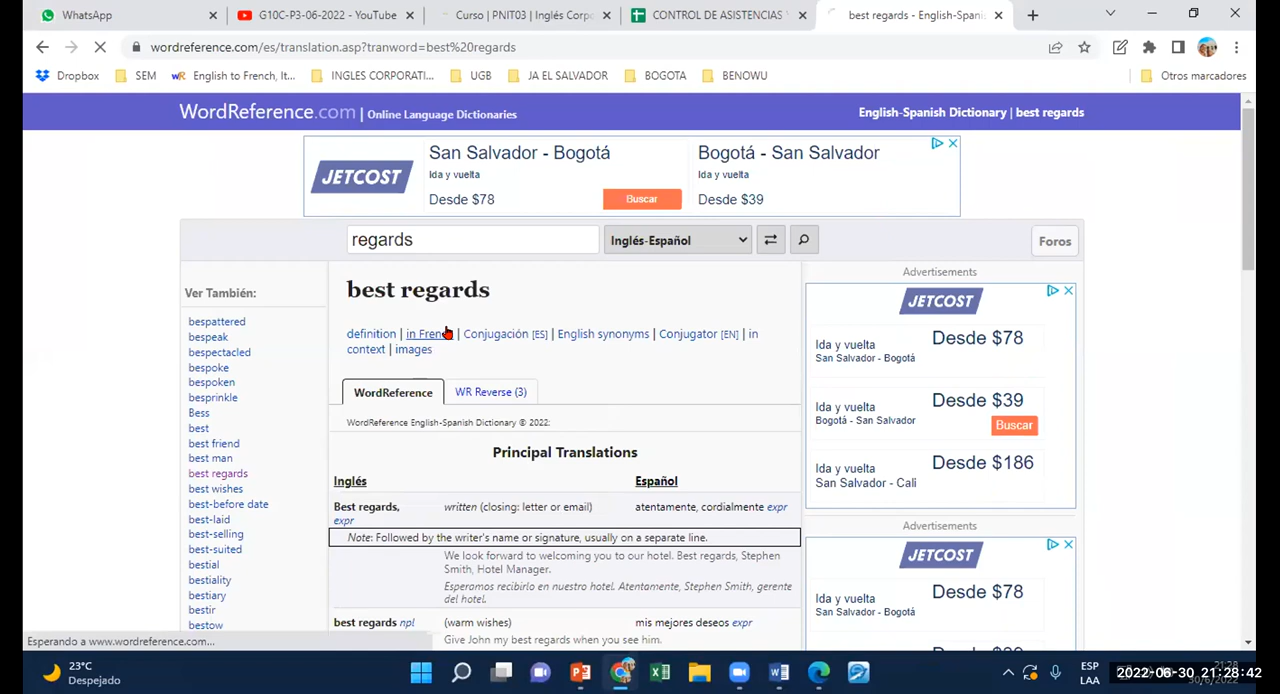 WhatsApp
G10C-P3-06-2022 - YouTube
Curso | PNIT03 | Inglés Corpo
CONTROL DE ASISTENCIAS V
best regards - English-Spani
wordreference.com/es/translation.asp?tranword=best%20regards
Dropbox SEM English to French, It... INGLES CORPORATI... UGB JA EL SALVADOR BOGOTA BENOWU Otros marcadores
WordReference.com | Online Language Dictionaries
English-Spanish Dictionary | best regards
JETCOST
San Salvador - Bogotá
Ida y vuelta
Desde $78
Buscar
Bogotá - San Salvador
Ida y vuelta
Desde $39
regards
Inglés-Español
Foros
Ver También:
bespattered
bespeak
bespectacled
bespoke
bespoken
besprinkle
Bess
best
best friend
best man
best regards
best wishes
best-before date
best-laid
best-selling
best-suited
bestial
bestiality
bestiary
bestir
bestow
best regards
definition | in Fren | Conjugación [ES] | English synonyms | Conjugator [EN] | in
context | images
WordReference WR Reverse (3)
WordReference English-Spanish Dictionary © 2022:
Principal Translations
Inglés Español
Best regards, written (closing: letter or email) atentamente, cordialmente expr
expr
Note: Followed by the writer's name or signature, usually on a separate line.
We look forward to welcoming you to our hotel. Best regards, Stephen
Smith, Hotel Manager.
Esperamos recibirlo en nuestro hotel. Atentamente, Stephen Smith, gerente
del hotel.
best regards npl (warm wishes) mis mejores deseos expr
Give John my best regards when you see him.
Advertisements
JETCOST
Ida y vuelta
San Salvador - Bogotá
Desde $78
Ida y vuelta
Bogotá - San Salvador
Desde $39
Buscar
Ida y vuelta
San Salvador - Cali
Desde $186
Advertisements
JETCOST
Ida y vuelta
San Salvador - Bogotá
Desde $78
Ida y vuelta
Esperando a www.wordreference.com...
23°C
Despejado
ESP
LAA
2022-06-30 21:28:42